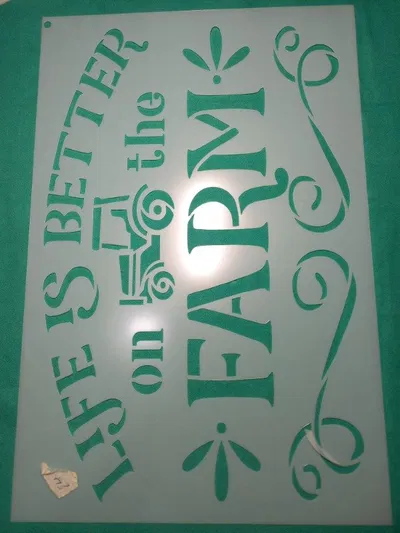 LIFE IS BETTER
on the
FARM